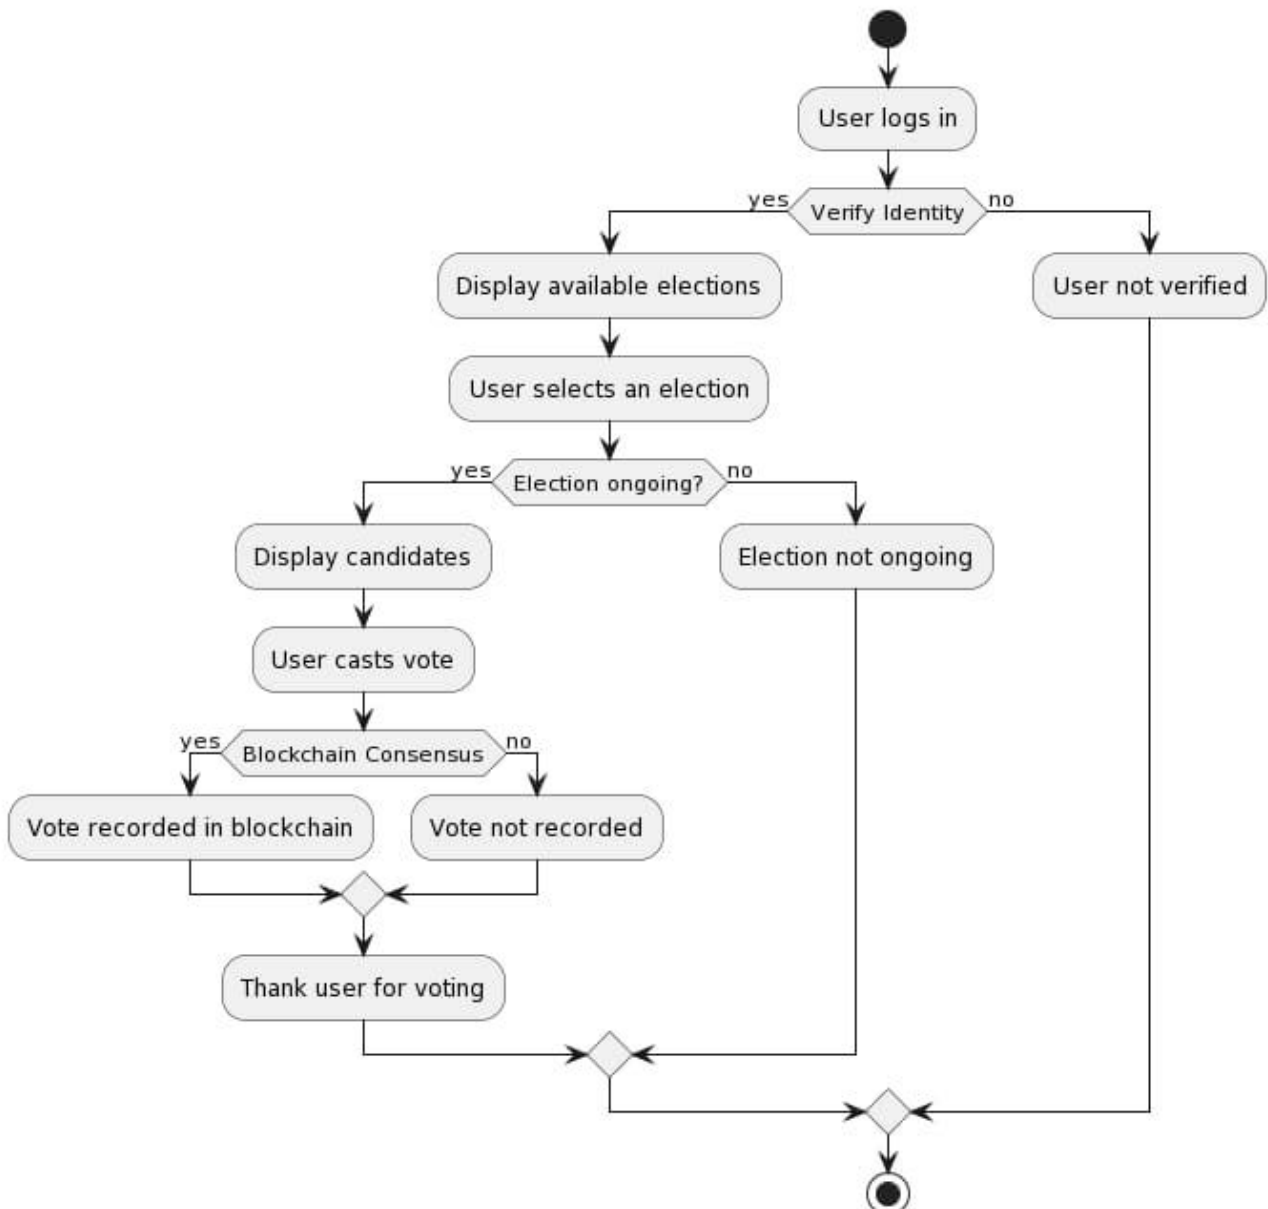 User logs in
yes
Verify Identity
no
Display available elections
User not verified
User selects an election
yes
Election ongoing?
no
Display candidates
Election not ongoing
User casts vote
yes
Blockchain Consensus
no
Vote recorded in blockchain
Vote not recorded
Thank user for voting